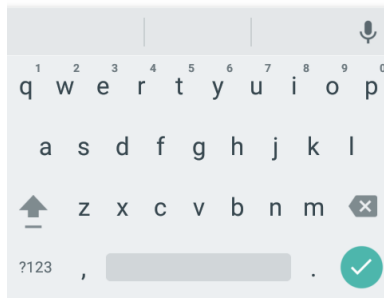 1 2 3 4 5 6 7 8 9 0
q w e r t y u i o p
a s d f g h j k l
z x c v b n m
?123 , .